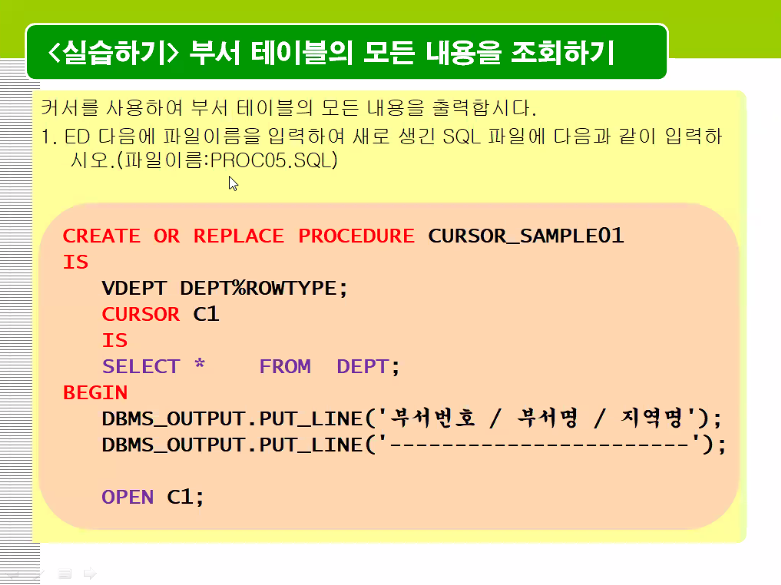 <실습하기> 부서 테이블의 모든 내용을 조회하기
커서를 사용하여 부서 테이블의 모든 내용을 출력합시다.
1. ED 다음에 파일이름을 입력하여 새로 생긴 SQL 파일에 다음과 같이 입력하
시오.(파일이름:PROC05.SQL)
CREATE OR REPLACE PROCEDURE CURSOR_SAMPLE01
IS
VDEPT DEPT%ROWTYPE;
CURSOR C1
IS
SELECT * FROM DEPT;
BEGIN
DBMS_OUTPUT.PUT_LINE('부서번호 / 부서명 / 지역명');
DBMS_OUTPUT.PUT_LINE('-----------------------');
OPEN C1;